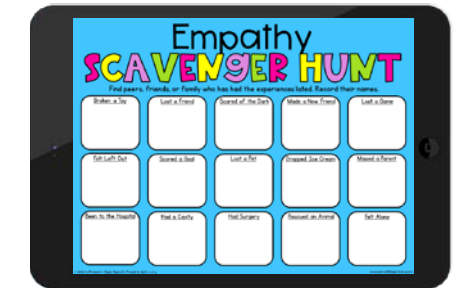 Empathy
SCAVENGER HUNT
Find peers, friends, or family who has had the experiences listed. Record their names.
Broken a Toy
Lost a Friend
Scared of the Dark
Made a New Friend
Lost a Game
Felt Left Out
Scored a Goal
Lost a Pet
Dropped Ice Cream
Missed a Parent
Been to the Hospital
Had a Cavity
Had Surgery
Rescued an Animal
Felt Alone